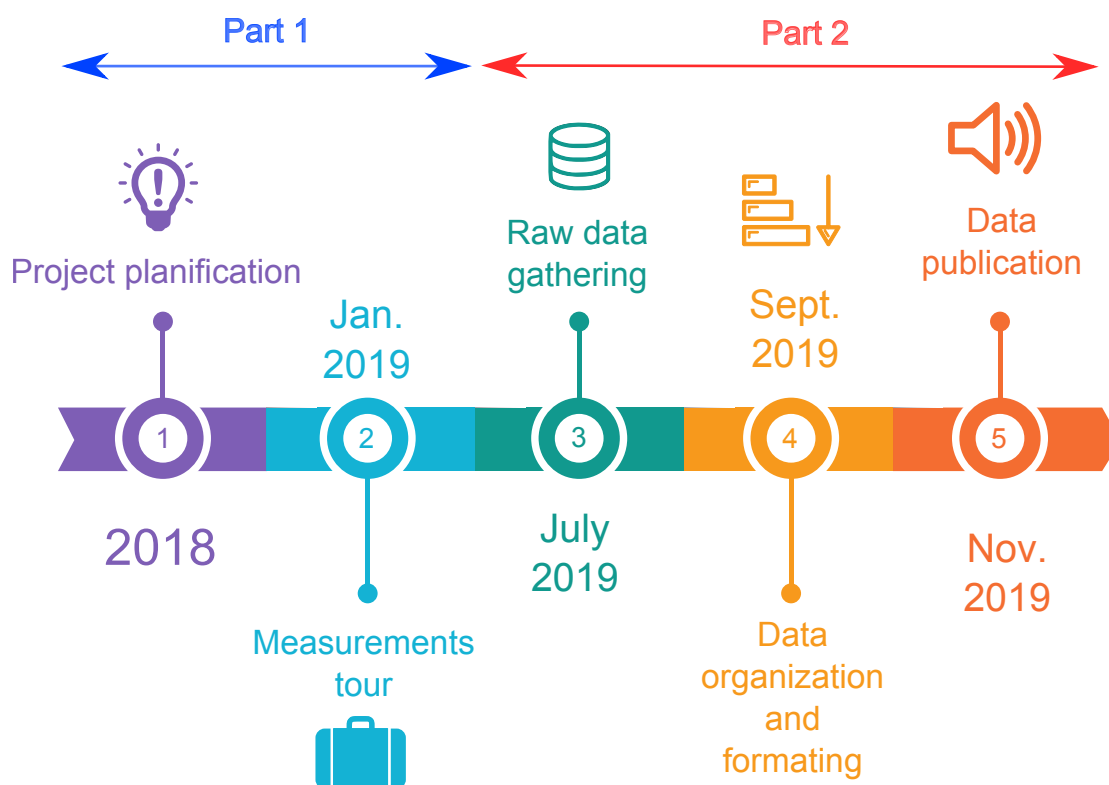 Part 1
Part 2
Project planification
Jan.
2019
Raw data
gathering
Sept.
2019
Data
publication
1
2
3
4
5
2018
Measurements
tour
July
2019
Data
organization
and
formating
Nov.
2019